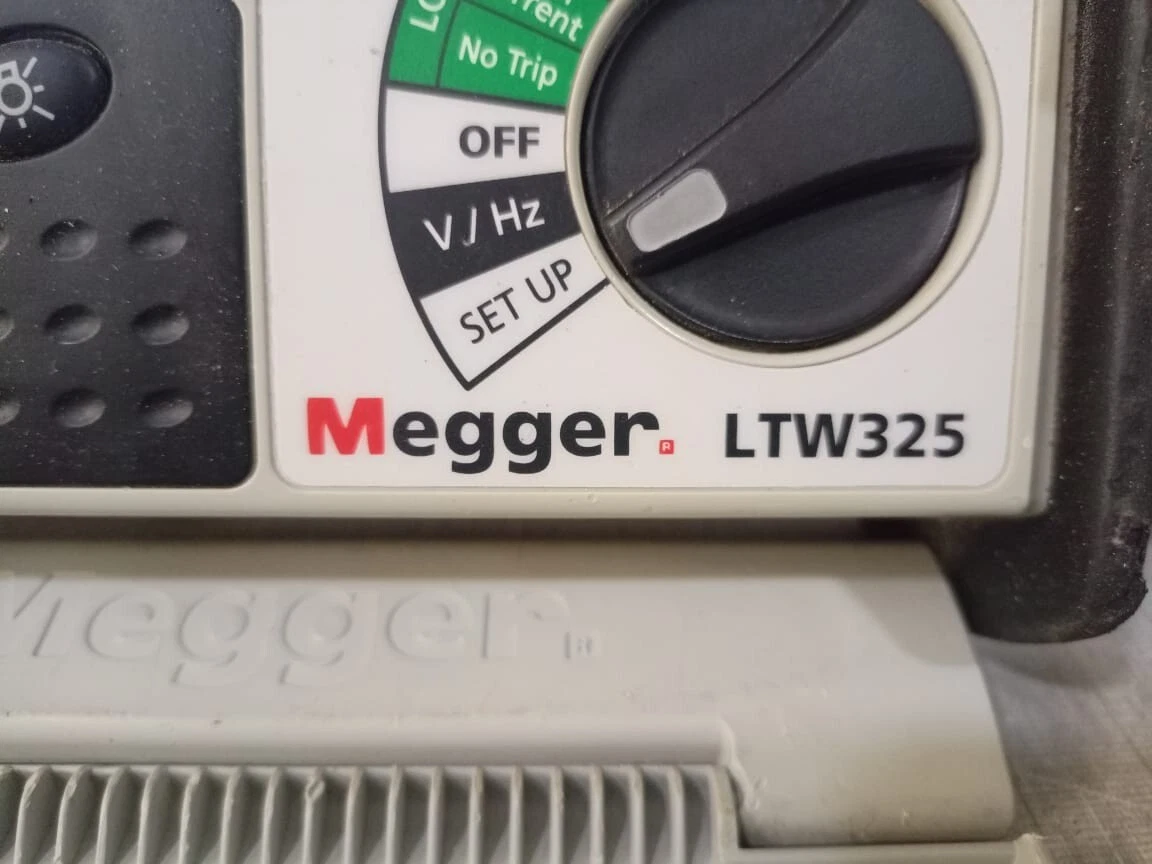 No Trip
OFF
V / Hz
SET UP
Megger® LTW325
Megger®